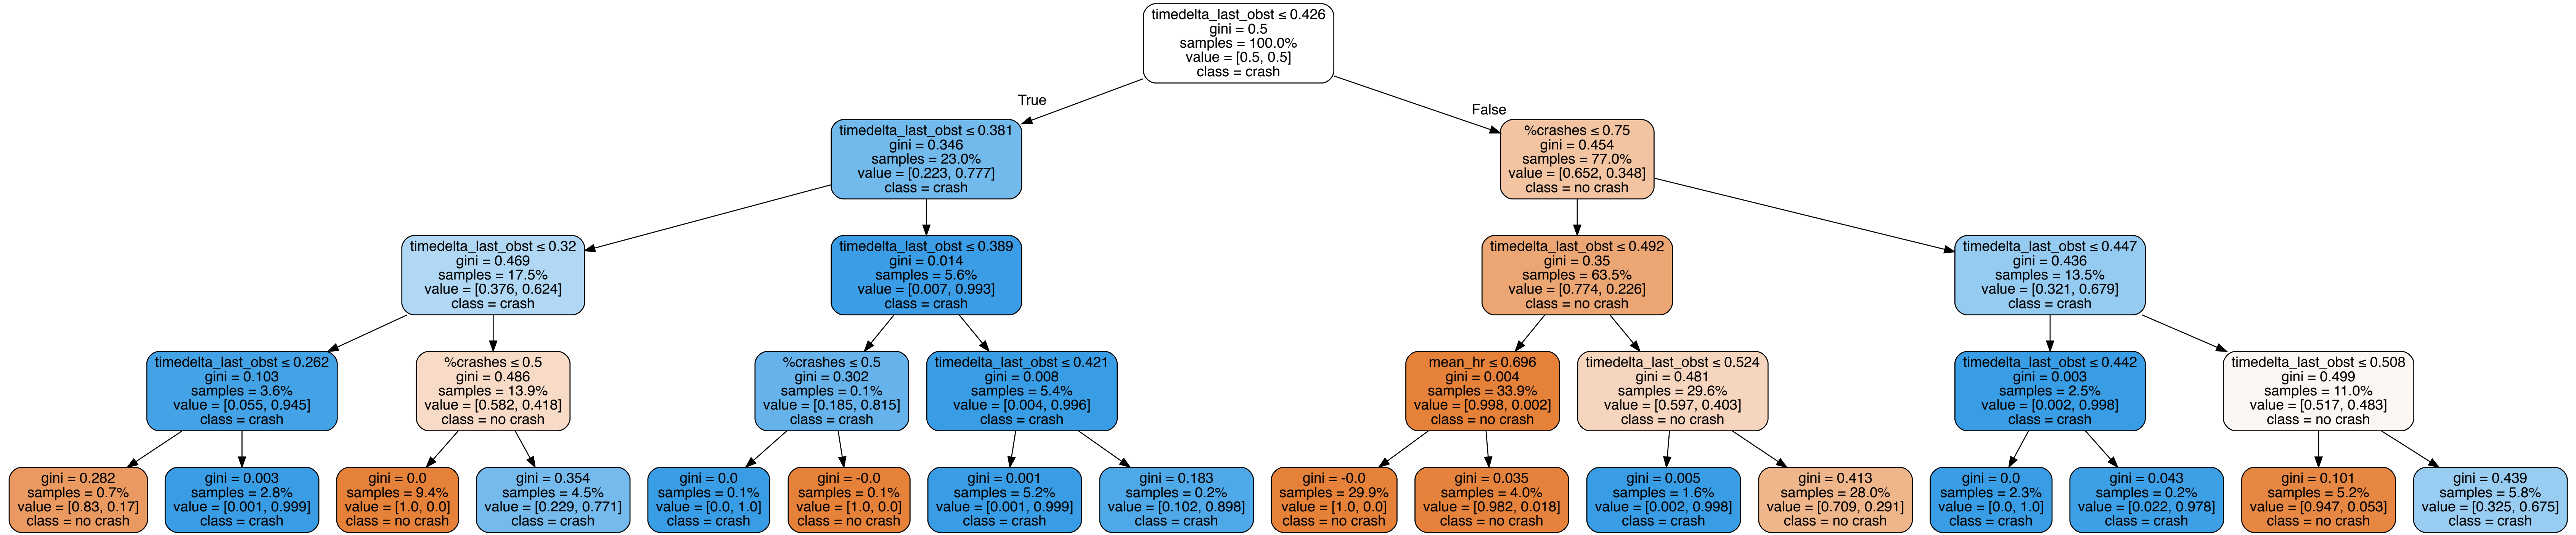 timedelta_last_obst ≤ 0.426
gini = 0.5
samples = 100.0%
value = [0.5, 0.5]
class = crash
True
False
timedelta_last_obst ≤ 0.381
gini = 0.346
samples = 23.0%
value = [0.223, 0.777]
class = crash
%crashes ≤ 0.75
gini = 0.454
samples = 77.0%
value = [0.652, 0.348]
class = no crash
timedelta_last_obst ≤ 0.32
gini = 0.469
samples = 17.5%
value = [0.376, 0.624]
class = crash
timedelta_last_obst ≤ 0.389
gini = 0.014
samples = 5.6%
value = [0.007, 0.993]
class = crash
timedelta_last_obst ≤ 0.492
gini = 0.35
samples = 63.5%
value = [0.774, 0.226]
class = no crash
timedelta_last_obst ≤ 0.447
gini = 0.436
samples = 13.5%
value = [0.321, 0.679]
class = crash
timedelta_last_obst ≤ 0.262
gini = 0.103
samples = 3.6%
value = [0.055, 0.945]
class = crash
%crashes ≤ 0.5
gini = 0.486
samples = 13.9%
value = [0.582, 0.418]
class = no crash
%crashes ≤ 0.5
gini = 0.302
samples = 0.1%
value = [0.185, 0.815]
class = crash
timedelta_last_obst ≤ 0.421
gini = 0.008
samples = 5.4%
value = [0.004, 0.996]
class = crash
mean_hr ≤ 0.696
gini = 0.004
samples = 33.9%
value = [0.998, 0.002]
class = no crash
timedelta_last_obst ≤ 0.524
gini = 0.481
samples = 29.6%
value = [0.597, 0.403]
class = no crash
timedelta_last_obst ≤ 0.442
gini = 0.003
samples = 2.5%
value = [0.002, 0.998]
class = crash
timedelta_last_obst ≤ 0.508
gini = 0.499
samples = 11.0%
value = [0.517, 0.483]
class = no crash
gini = 0.282
samples = 0.7%
value = [0.83, 0.17]
class = no crash
gini = 0.003
samples = 2.8%
value = [0.001, 0.999]
class = crash
gini = 0.0
samples = 9.4%
value = [1.0, 0.0]
class = no crash
gini = 0.354
samples = 4.5%
value = [0.229, 0.771]
class = crash
gini = 0.0
samples = 0.1%
value = [0.0, 1.0]
class = crash
gini = -0.0
samples = 0.1%
value = [1.0, 0.0]
class = no crash
gini = 0.001
samples = 5.2%
value = [0.001, 0.999]
class = crash
gini = 0.183
samples = 0.2%
value = [0.102, 0.898]
class = crash
gini = -0.0
samples = 29.9%
value = [1.0, 0.0]
class = no crash
gini = 0.035
samples = 4.0%
value = [0.982, 0.018]
class = no crash
gini = 0.005
samples = 1.6%
value = [0.002, 0.998]
class = crash
gini = 0.413
samples = 28.0%
value = [0.709, 0.291]
class = no crash
gini = 0.0
samples = 2.3%
value = [0.0, 1.0]
class = crash
gini = 0.043
samples = 0.2%
value = [0.022, 0.978]
class = crash
gini = 0.101
samples = 5.2%
value = [0.947, 0.053]
class = no crash
gini = 0.439
samples = 5.8%
value = [0.325, 0.675]
class = crash